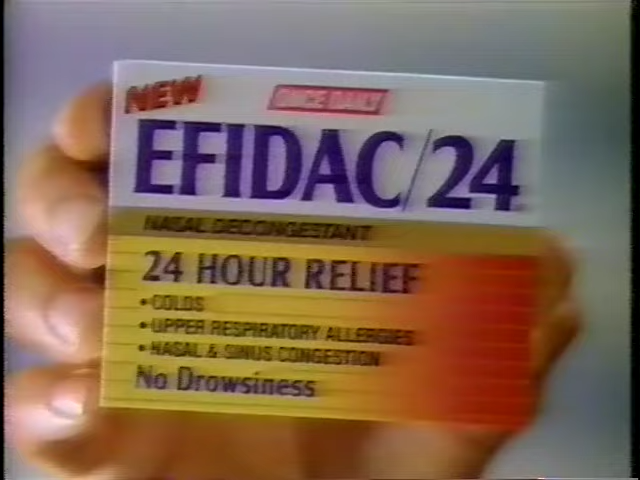 NEW
ONCE DAILY
EFIDAC/24
NASAL DECONGESTANT
24 HOUR RELIEF
•COLDS
•UPPER RESPIRATORY ALLERGIES
•NASAL & SINUS CONGESTION
No Drowsiness